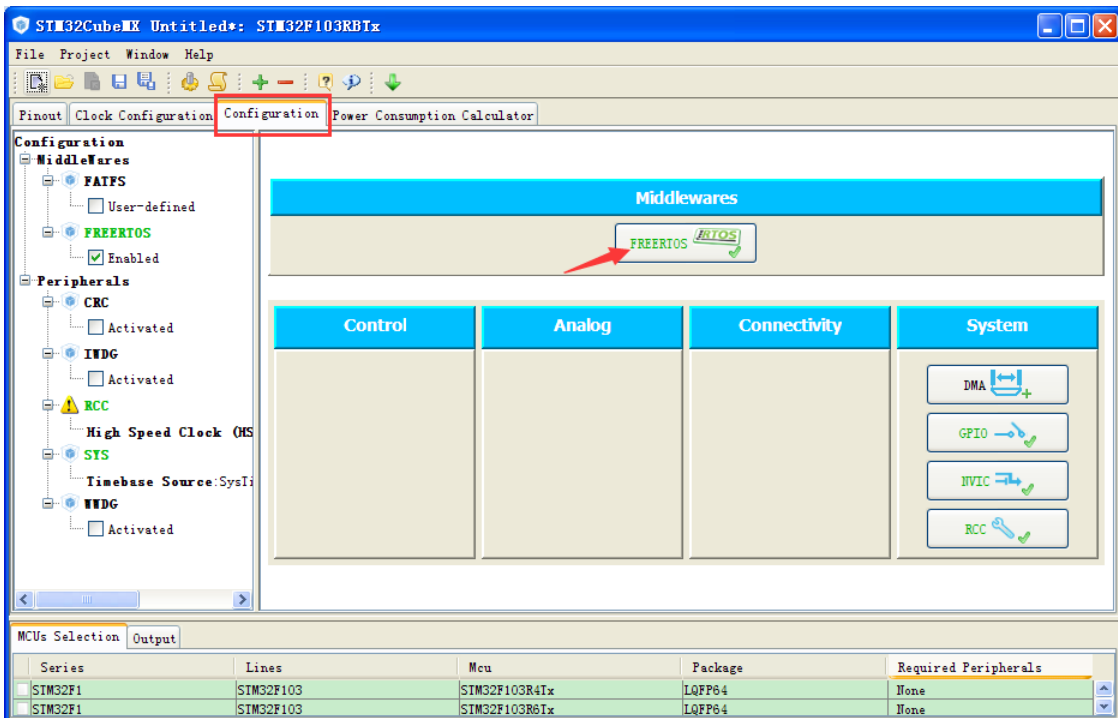 STM32CubeMX Untitled*: STM32F103RBTx
File Project Window Help
Pinout Clock Configuration Configuration Power Consumption Calculator
Configuration
MiddleWares
FATFS
User-defined
FREERTOS
Enabled
Peripherals
CRC
Activated
IWDG
Activated
RCC
High Speed Clock (HS
SYS
Timebase Source:SysTi
WWDG
Activated
Middlewares
FREERTOS RTOS
Control Analog Connectivity System
DMA
GPIO
NVIC
RCC
MCUs Selection Output
Series Lines Mcu Package Required Peripherals
STM32F1 STM32F103 STM32F103R4Tx LQFP64 None
STM32F1 STM32F103 STM32F103R6Tx LQFP64 None